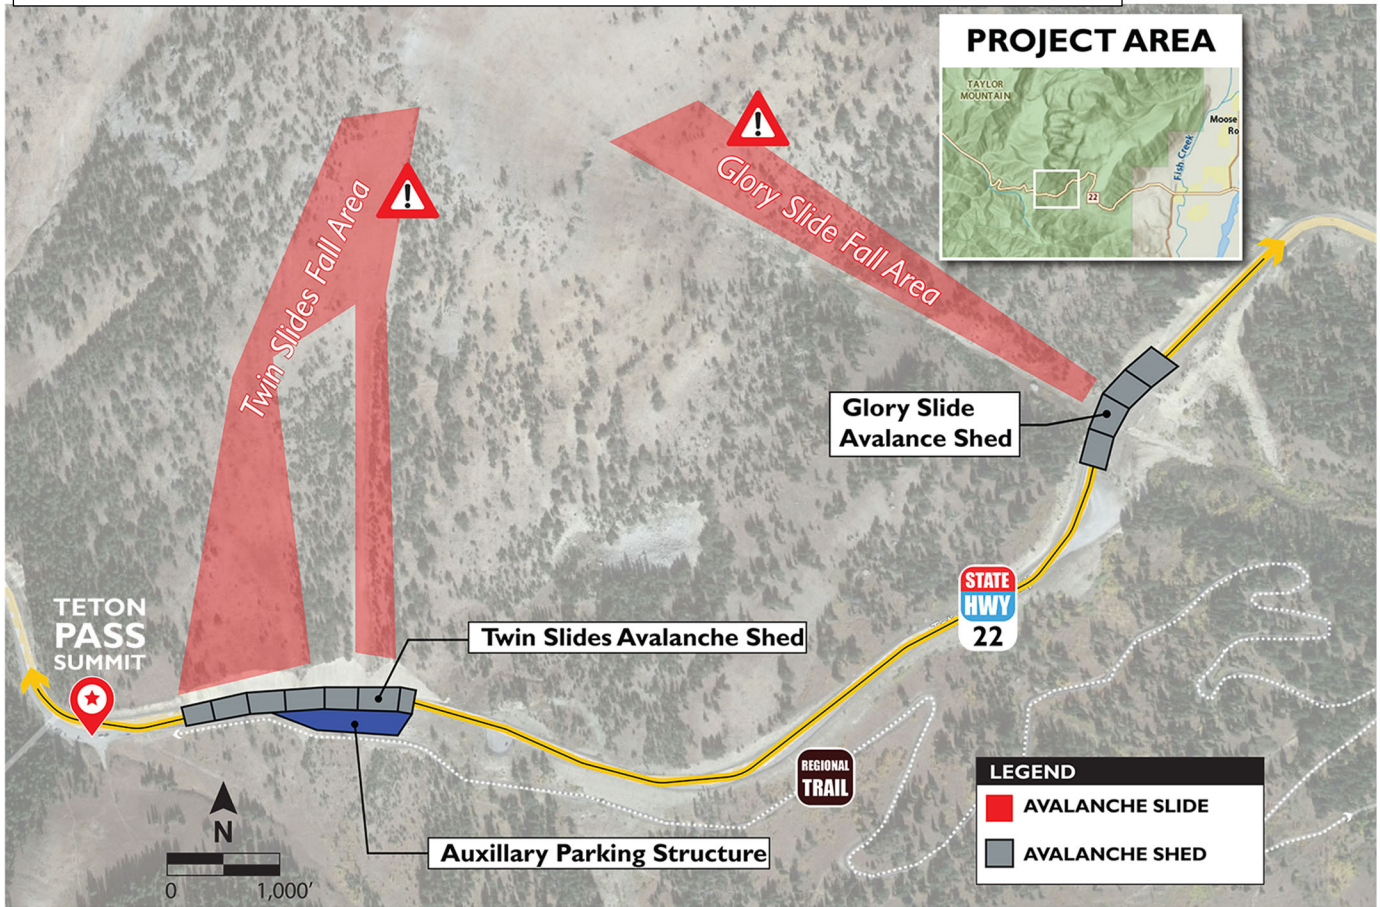 PROJECT AREA
TAYLOR
MOUNTAIN
Moose
Ro
Fish Creek
22
Twin Slides Fall Area
Glory Slide Fall Area
Glory Slide
Avalance Shed
STATE
HWY
22
TETON
PASS
SUMMIT
Twin Slides Avalanche Shed
REGIONAL
TRAIL
Auxillary Parking Structure
N
0 1,000'
LEGEND
AVALANCHE SLIDE
AVALANCHE SHED